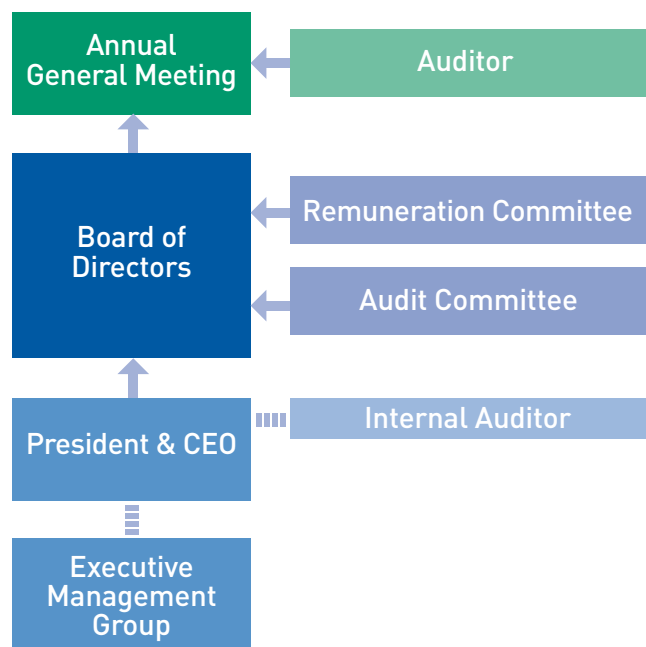 Annual
General Meeting
Auditor
Board of
Directors
Remuneration Committee
Audit Committee
President & CEO
Internal Auditor
Executive
Management
Group